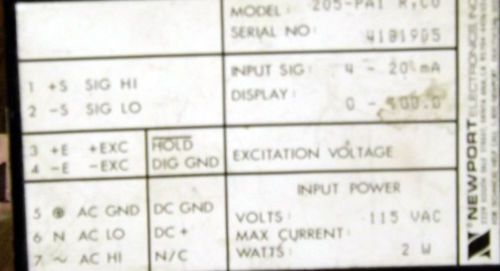 MODEL: 205-PA1
SERIAL NO: 4181905
1 +S SIG HI
2 -S SIG LO
INPUT SIG: 4 - 20 mA
DISPLAY: 0 - 100.0
3 +E +EXC HOLD
4 -E -EXC DIG GND
EXCITATION VOLTAGE
INPUT POWER
5 ⊕ AC GND DC GND
6 N AC LO DC+
7 ~ AC HI N/C
VOLTS: 115 VAC
MAX CURRENT:
WATTS: 2 W
NEWPORT ELECTRONICS, INC